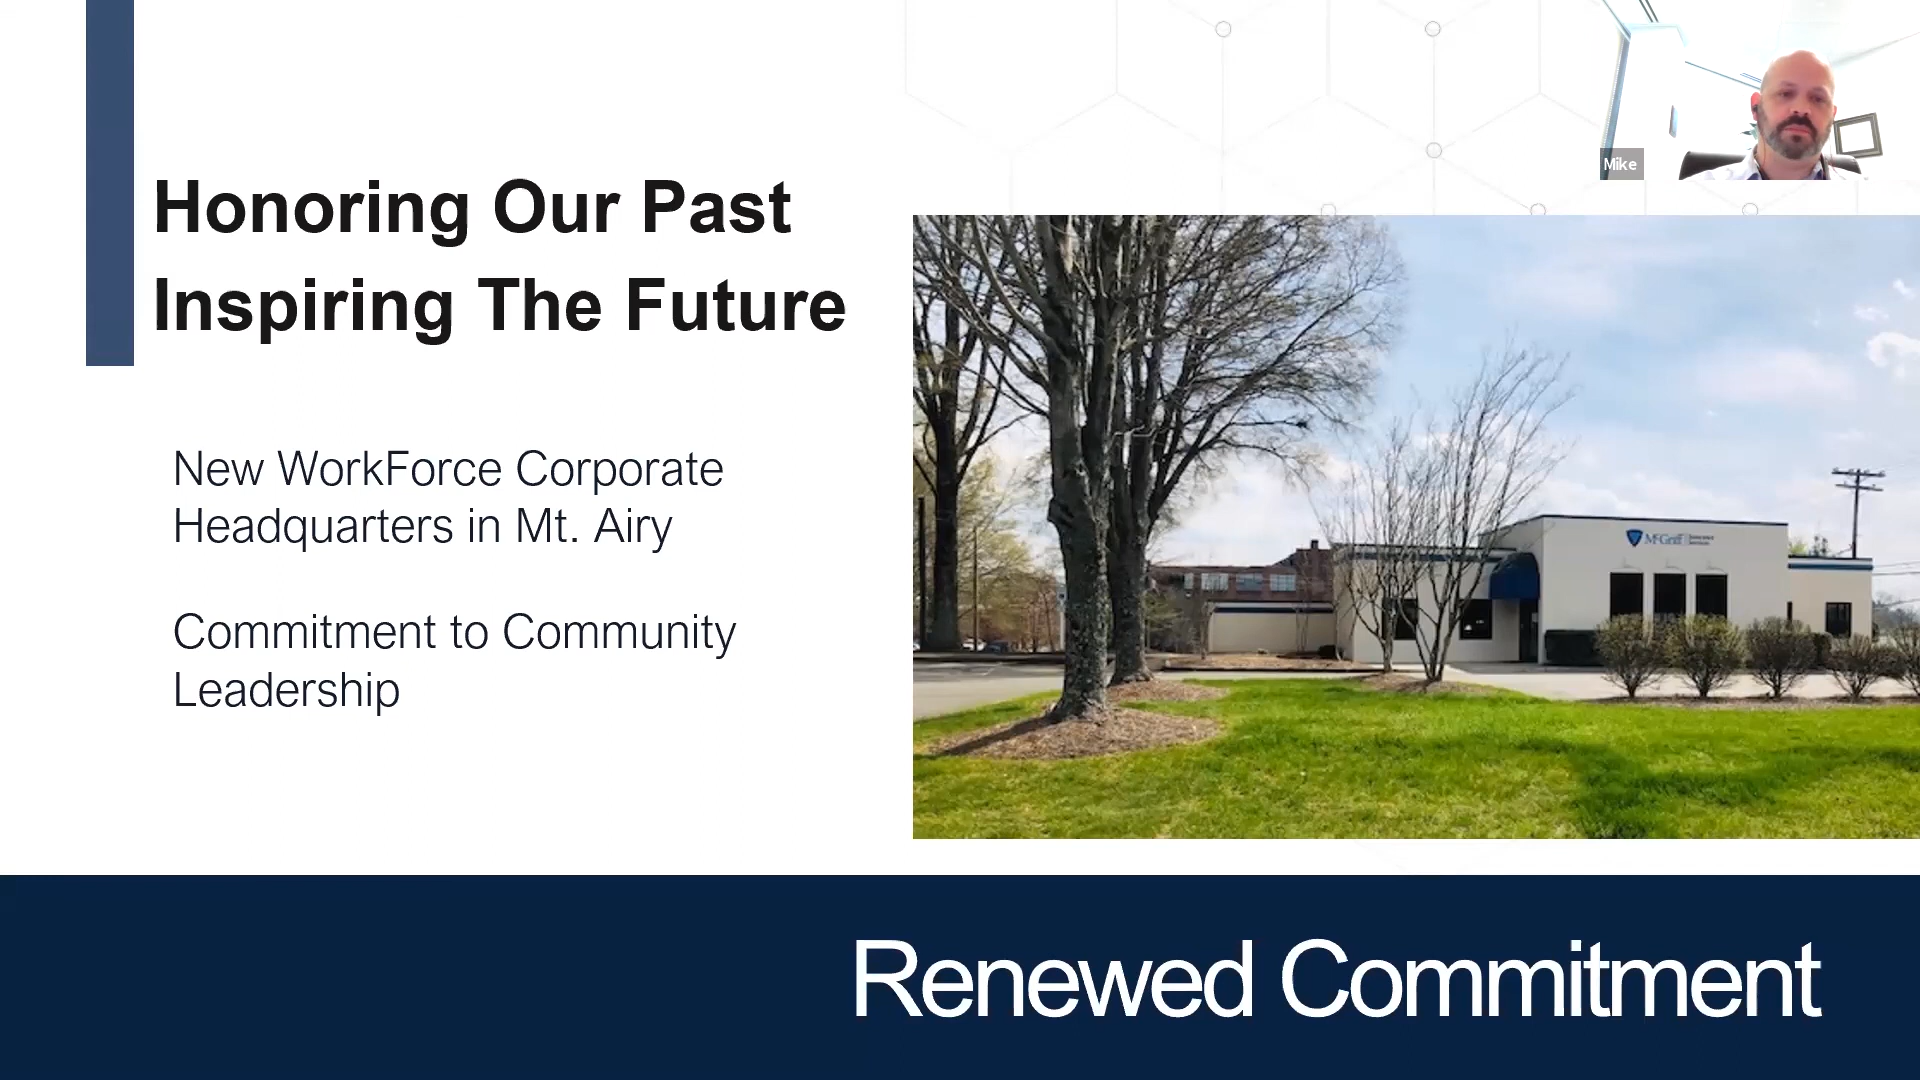 Honoring Our Past
Inspiring The Future
Mike
New WorkForce Corporate
Headquarters in Mt. Airy
Commitment to Community
Leadership
McGriff
Renewed Commitment